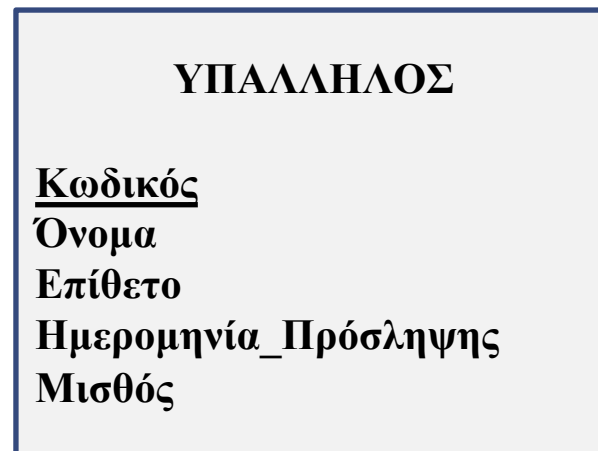 ΥΠΑΛΛΗΛΟΣ
Κωδικός
Όνομα
Επίθετο
Ημερομηνία_Πρόσληψης
Μισθός